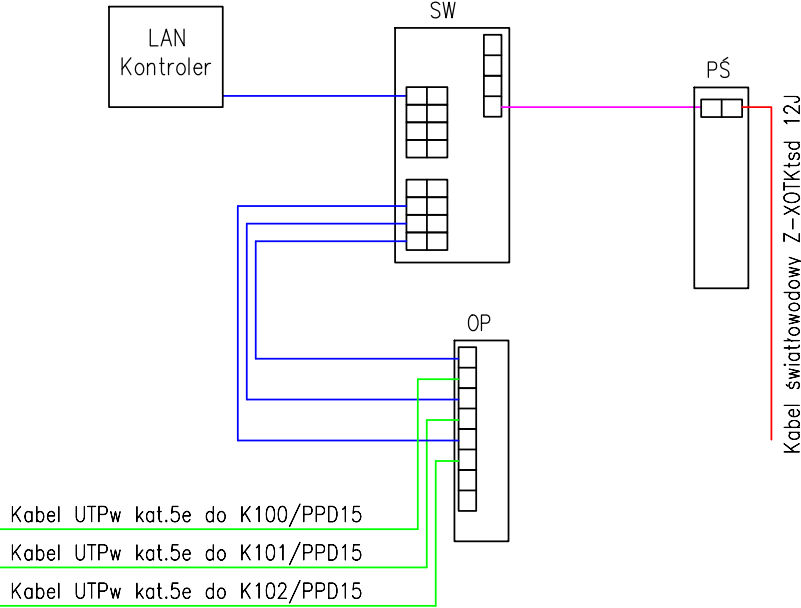 SW
LAN
Kontroler
PŚ
Kabel światłowodowy Z-XOTKtsd 12J
OP
Kabel UTPw kat.5e do K100/PPD15
Kabel UTPw kat.5e do K101/PPD15
Kabel UTPw kat.5e do K102/PPD15